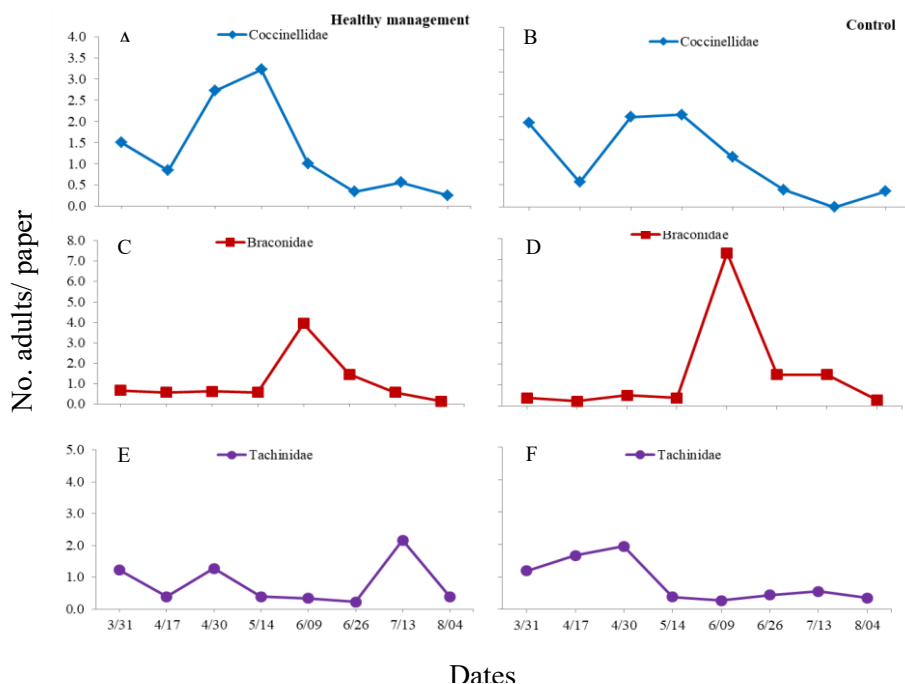 Healthy management
Control
A
Coccinellidae
B
Coccinellidae
4.0
3.5
3.0
2.5
2.0
1.5
1.0
0.5
0.0
C
Braconidae
D
Braconidae
8.0
7.0
6.0
5.0
4.0
3.0
2.0
1.0
0.0
E
Tachinidae
F
Tachinidae
5.0
4.0
3.0
2.0
1.0
0.0
No. adults/ paper
3/31 4/17 4/30 5/14 6/09 6/26 7/13 8/04
3/31 4/17 4/30 5/14 6/09 6/26 7/13 8/04
Dates